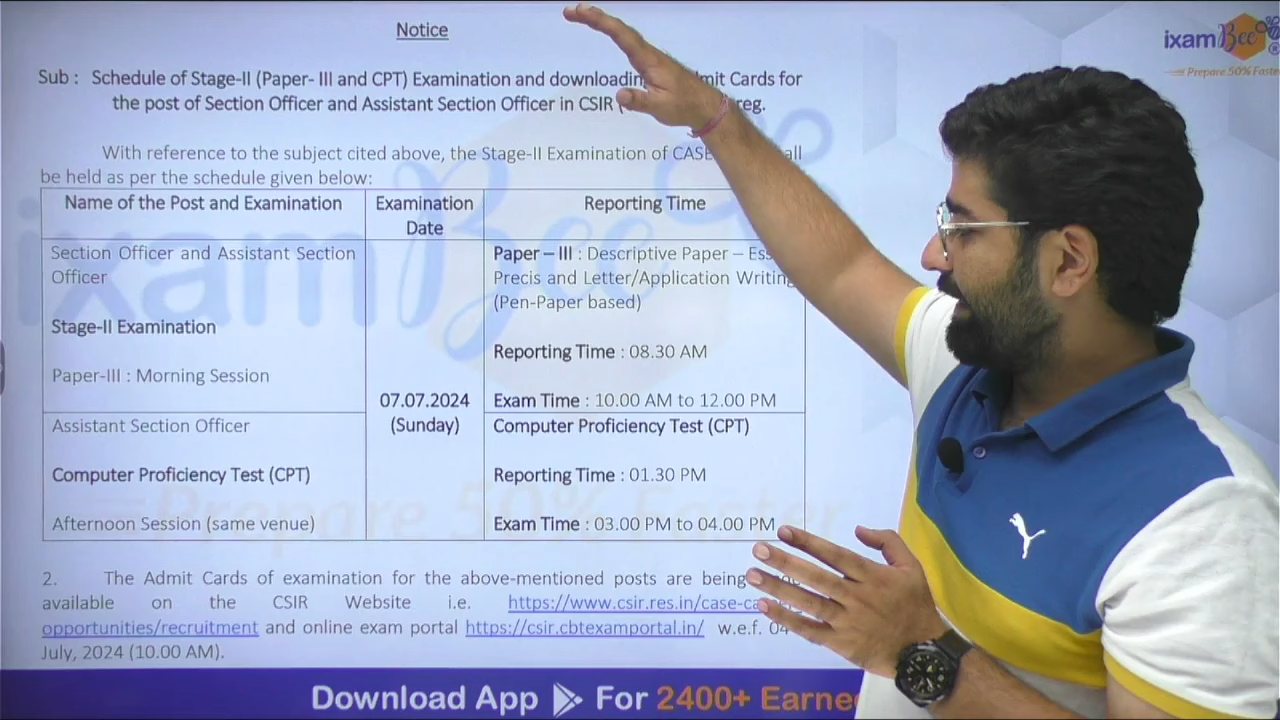 Notice
ixamBee
Prepare 50% Faste
Sub : Schedule of Stage-II (Paper- III and CPT) Examination and downloadin mit Cards for
the post of Section Officer and Assistant Section Officer in CSIR reg.
With reference to the subject cited above, the Stage-II Examination of CASE all
be held as per the schedule given below:
Name of the Post and Examination
Examination
Date
Reporting Time
Section Officer and Assistant Section
Officer
Stage-II Examination
Paper-III : Morning Session
07.07.2024
(Sunday)
Paper – III : Descriptive Paper – Ess
Precis and Letter/Application Writing
(Pen-Paper based)
Reporting Time : 08.30 AM
Exam Time : 10.00 AM to 12.00 PM
Assistant Section Officer
Computer Proficiency Test (CPT)
Afternoon Session (same venue)
Computer Proficiency Test (CPT)
Reporting Time : 01.30 PM
Exam Time : 03.00 PM to 04.00 PM
2. The Admit Cards of examination for the above-mentioned posts are being
available on the CSIR Website i.e. https://www.csir.res.in/case-ca
opportunities/recruitment and online exam portal https://csir.cbtexamportal.in/ w.e.f. 04
July, 2024 (10.00 AM).
ixamBee
Prepare 50% Faster
Download App For 2400+ Earne